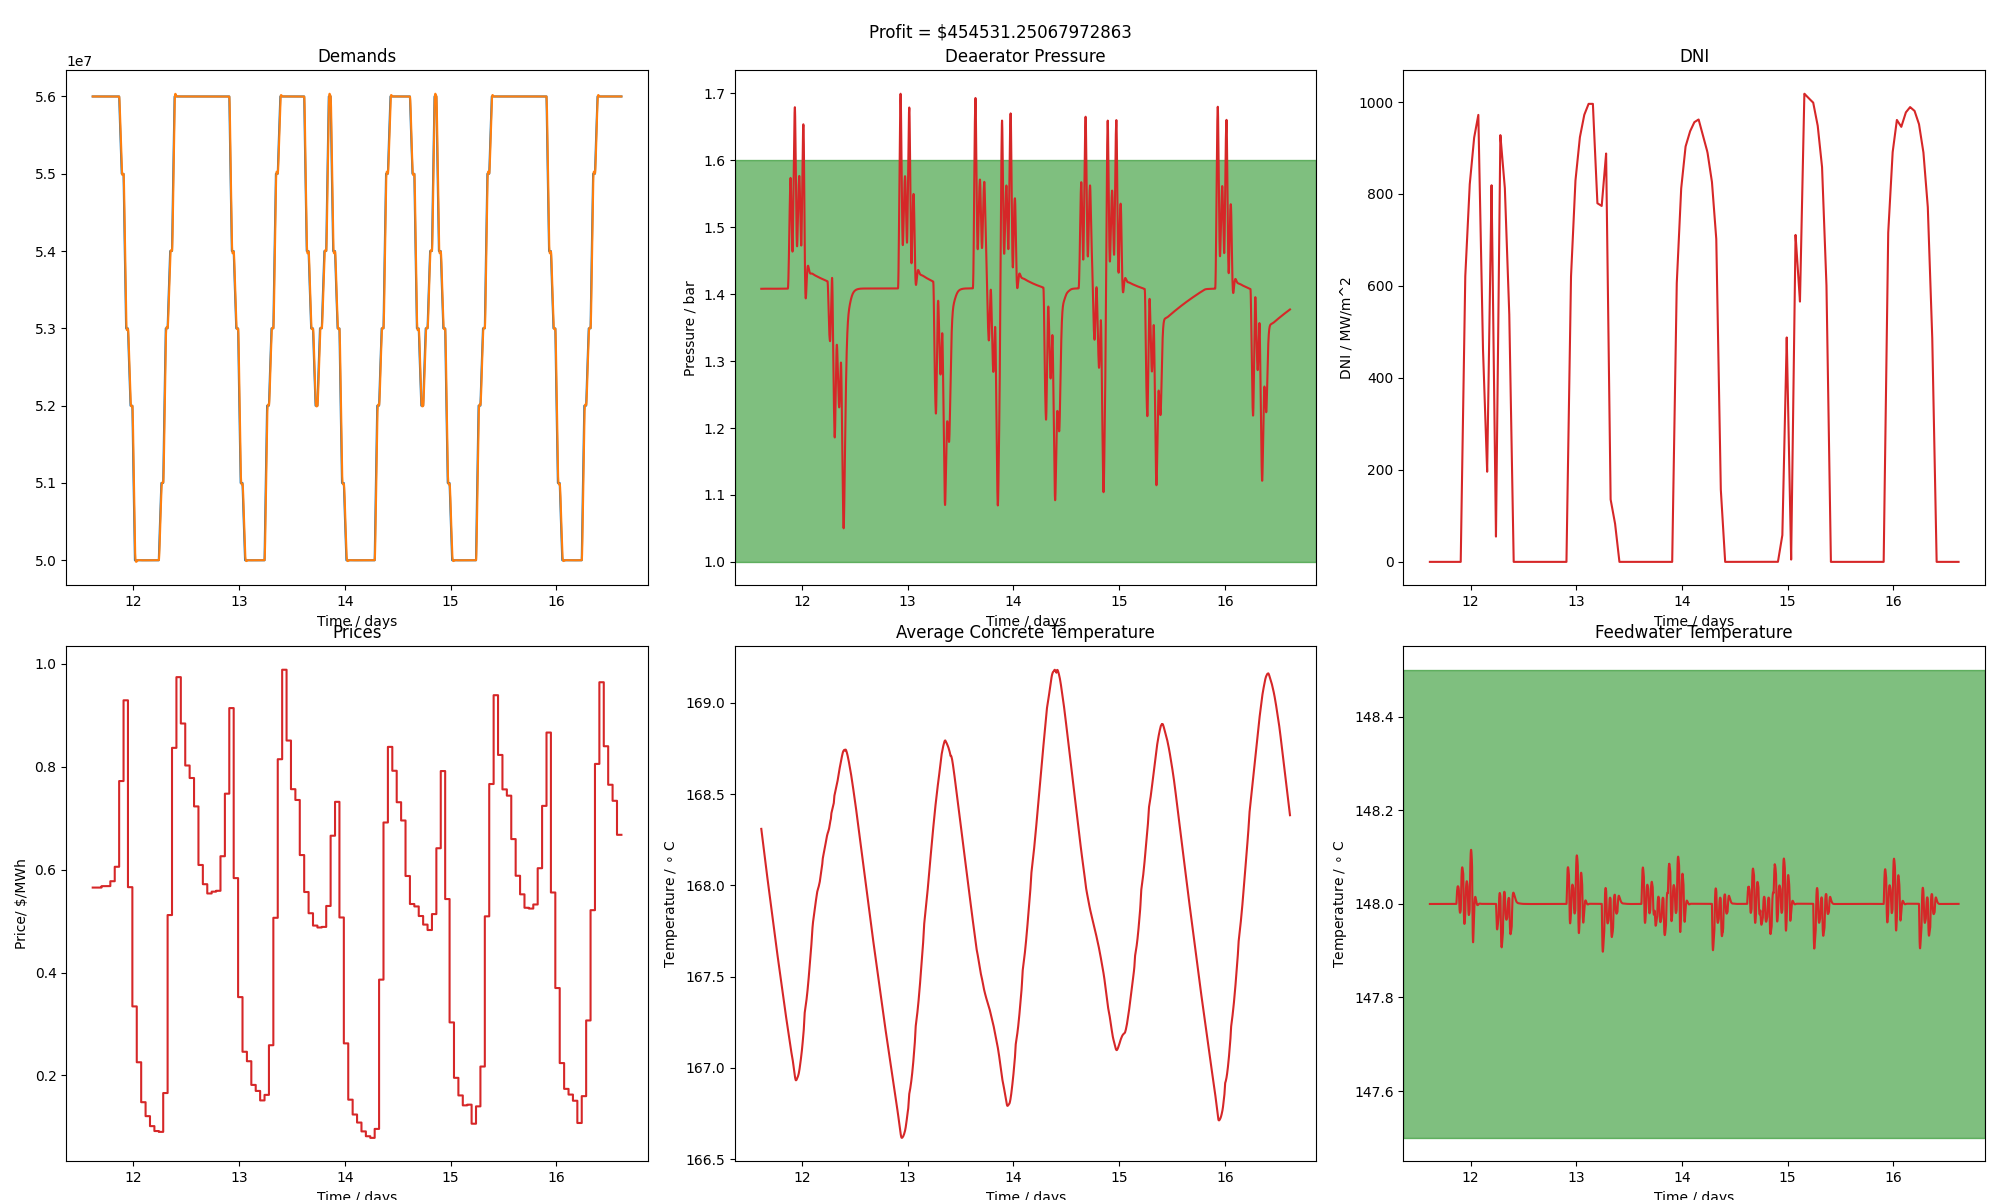 Profit = $454531.25067972863
Demands
1e7
5.6
5.5
5.4
5.3
5.2
5.1
5.0
12 13 14 15 16
Time / days
Deaerator Pressure
Pressure / bar
1.7
1.6
1.5
1.4
1.3
1.2
1.1
1.0
12 13 14 15 16
Time / days
DNI
DNI / MW/m^2
1000
800
600
400
200
0
12 13 14 15 16
Time / days
Prices
Price/ $/MWh
1.0
0.8
0.6
0.4
0.2
12 13 14 15 16
Time / days
Average Concrete Temperature
Temperature / ∘ C
169.0
168.5
168.0
167.5
167.0
166.5
12 13 14 15 16
Time / days
Feedwater Temperature
Temperature / ∘ C
148.4
148.2
148.0
147.8
147.6
12 13 14 15 16
Time / days